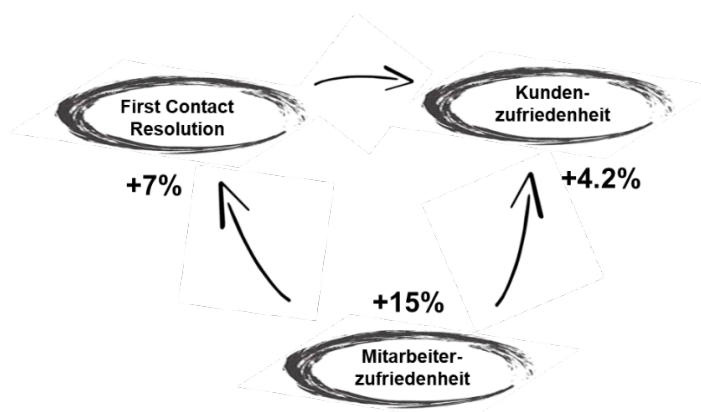 First Contact
Resolution
Kunden-
zufriedenheit
+7%
+4.2%
+15%
Mitarbeiter-
zufriedenheit